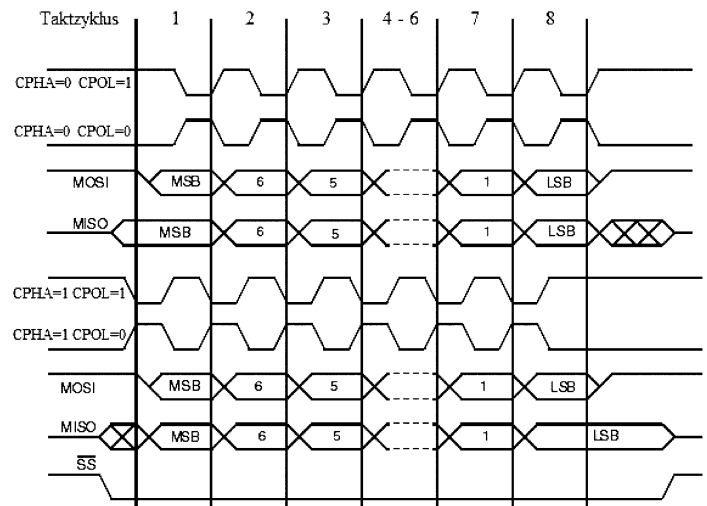 Taktzyklus 1 2 3 4 - 6 7 8
CPHA=0 CPOL=1
CPHA=0 CPOL=0
MOSI MSB 6 5 1 LSB
MISO MSB 6 5 1 LSB
CPHA=1 CPOL=1
CPHA=1 CPOL=0
MOSI MSB 6 5 1 LSB
MISO MSB 6 5 1 LSB
SS